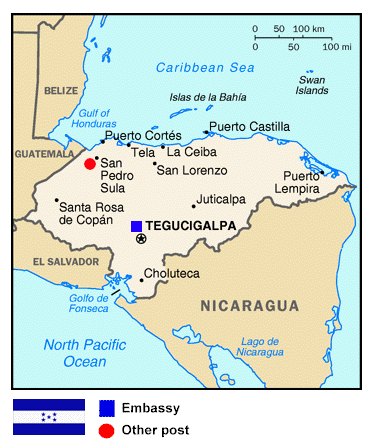 0 50 100 km
0 50 100 mi
Caribbean Sea
Swan
Islands
BELIZE
Islas de la Bahía
Gulf of
Honduras
Puerto Castilla
Puerto Cortés
GUATEMALA
Tela
La Ceiba
San
Pedro
Sula
San Lorenzo
Puerto
Lempira
Santa Rosa
de Copán
Juticalpa
TEGUCIGALPA
EL SALVADOR
Choluteca
Golfo de
Fonseca
NICARAGUA
North Pacific
Ocean
Lago de
Nicaragua
Embassy
Other post